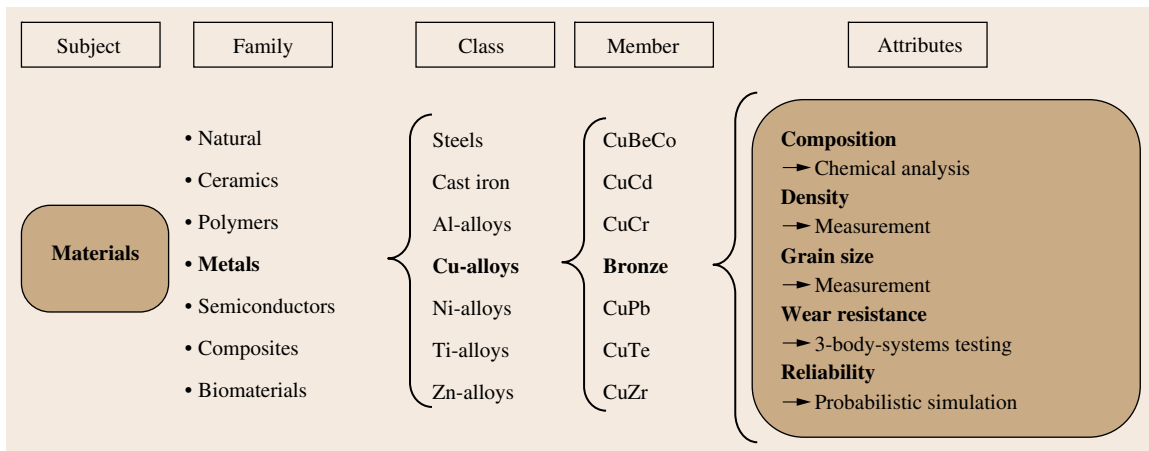 Subject
Family
Class
Member
Attributes
Materials
• Natural
• Ceramics
• Polymers
• Metals
• Semiconductors
• Composites
• Biomaterials
Steels
Cast iron
Al-alloys
Cu-alloys
Ni-alloys
Ti-alloys
Zn-alloys
CuBeCo
CuCd
CuCr
Bronze
CuPb
CuTe
CuZr
Composition
→ Chemical analysis
Density
→ Measurement
Grain size
→ Measurement
Wear resistance
→ 3-body-systems testing
Reliability
→ Probabilistic simulation